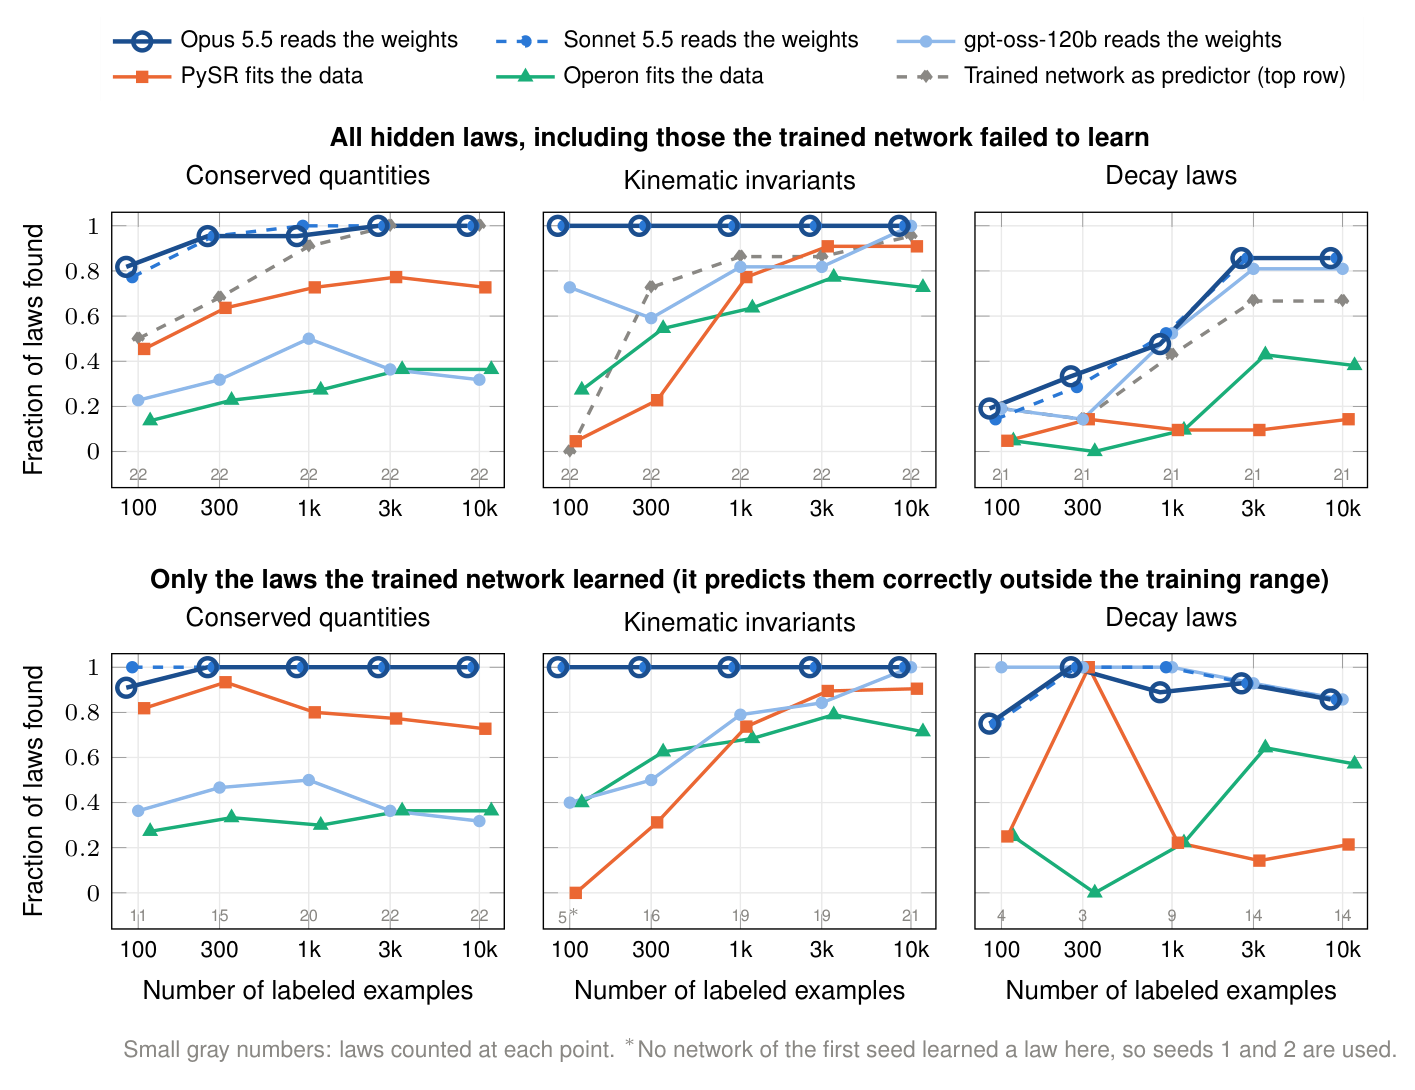 Opus 5.5 reads the weights Sonnet 5.5 reads the weights gpt-oss-120b reads the weights
PySR fits the data Operon fits the data Trained network as predictor (top row)
All hidden laws, including those the trained network failed to learn
Conserved quantities Kinematic invariants Decay laws
Fraction of laws found
1
0.8
0.6
0.4
0.2
0
22 22 22 22 22 22 22 22 22 22 21 21 21 21 21
100 300 1k 3k 10k 100 300 1k 3k 10k 100 300 1k 3k 10k
Only the laws the trained network learned (it predicts them correctly outside the training range)
Conserved quantities Kinematic invariants Decay laws
Fraction of laws found
1
0.8
0.6
0.4
0.2
0
11 15 20 22 22 5* 16 19 19 21 4 3 9 14 14
100 300 1k 3k 10k 100 300 1k 3k 10k 100 300 1k 3k 10k
Number of labeled examples Number of labeled examples Number of labeled examples
Small gray numbers: laws counted at each point. *No network of the first seed learned a law here, so seeds 1 and 2 are used.